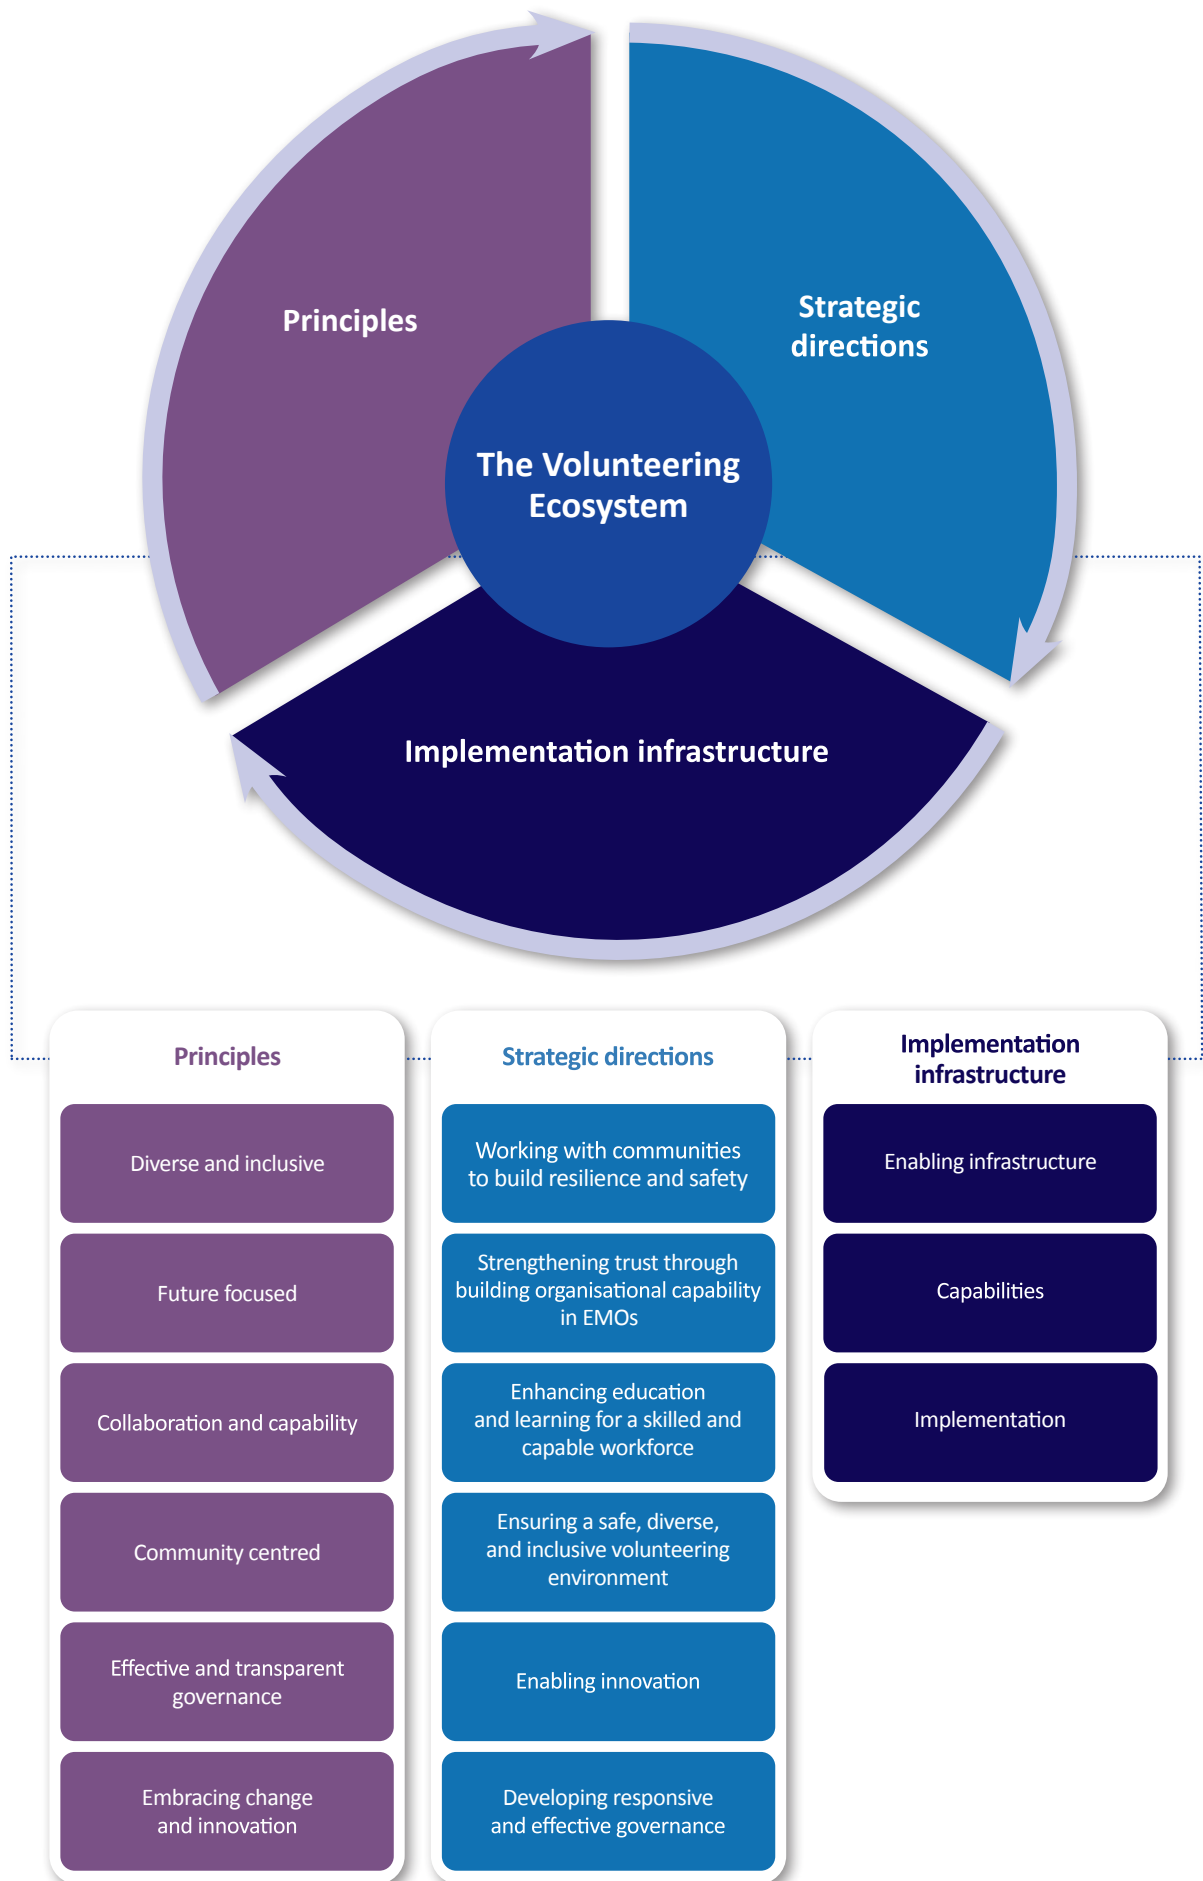 Principles
Strategic
directions
The Volunteering
Ecosystem
Implementation infrastructure
Principles
Diverse and inclusive
Future focused
Collaboration and capability
Community centred
Effective and transparent
governance
Embracing change
and innovation
Strategic directions
Working with communities
to build resilience and safety
Strengthening trust through
building organisational capability
in EMOs
Enhancing education
and learning for a skilled and
capable workforce
Ensuring a safe, diverse,
and inclusive volunteering
environment
Enabling innovation
Developing responsive
and effective governance
Implementation
infrastructure
Enabling infrastructure
Capabilities
Implementation